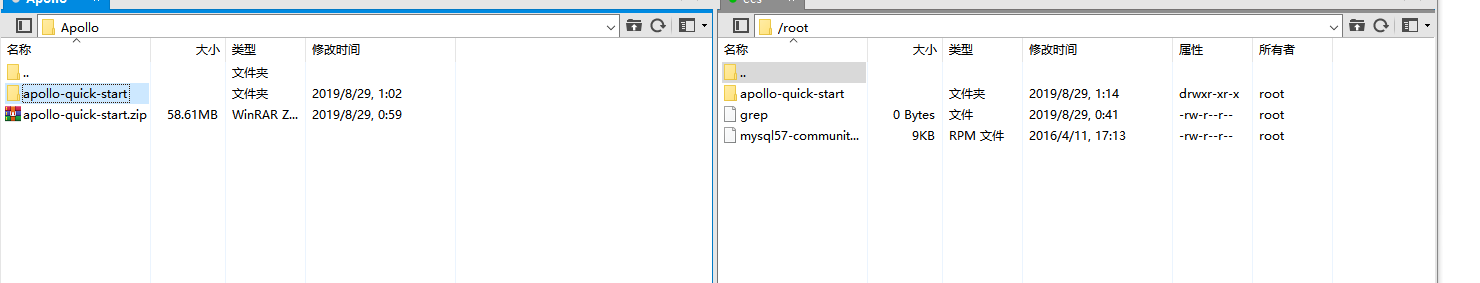 Apollo
ecs
Apollo
/root
名称 大小 类型 修改时间
名称 大小 类型 修改时间 属性 所有者
.. 文件夹
..
apollo-quick-start 文件夹 2019/8/29, 1:02
apollo-quick-start 文件夹 2019/8/29, 1:14 drwxr-xr-x root
apollo-quick-start.zip 58.61MB WinRAR Z... 2019/8/29, 0:59
grep 0 Bytes 文件 2019/8/29, 0:41 -rw-r--r-- root
mysql57-communit... 9KB RPM 文件 2016/4/11, 17:13 -rw-r--r-- root